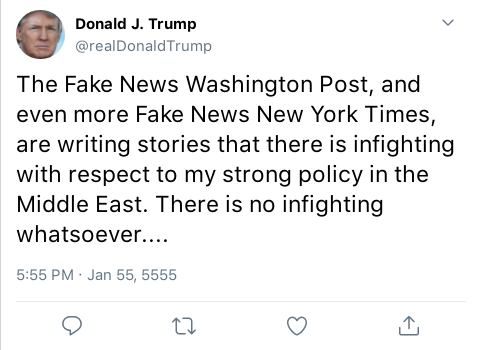 Donald J. Trump
@realDonaldTrump
The Fake News Washington Post, and
even more Fake News New York Times,
are writing stories that there is infighting
with respect to my strong policy in the
Middle East. There is no infighting
whatsoever....
5:55 PM · Jan 55, 5555